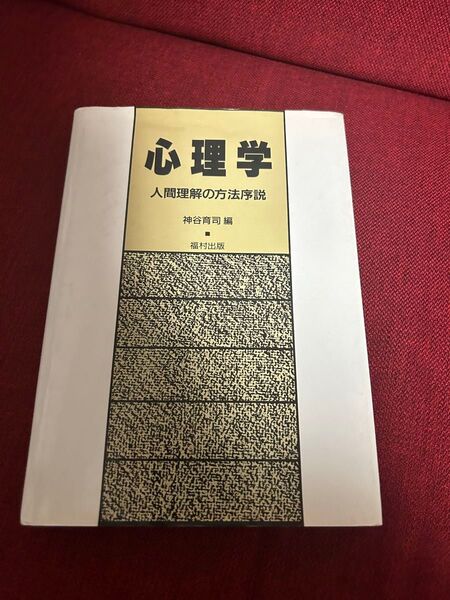 心理学
人間理解の方法序説
神谷育司 編
福村出版